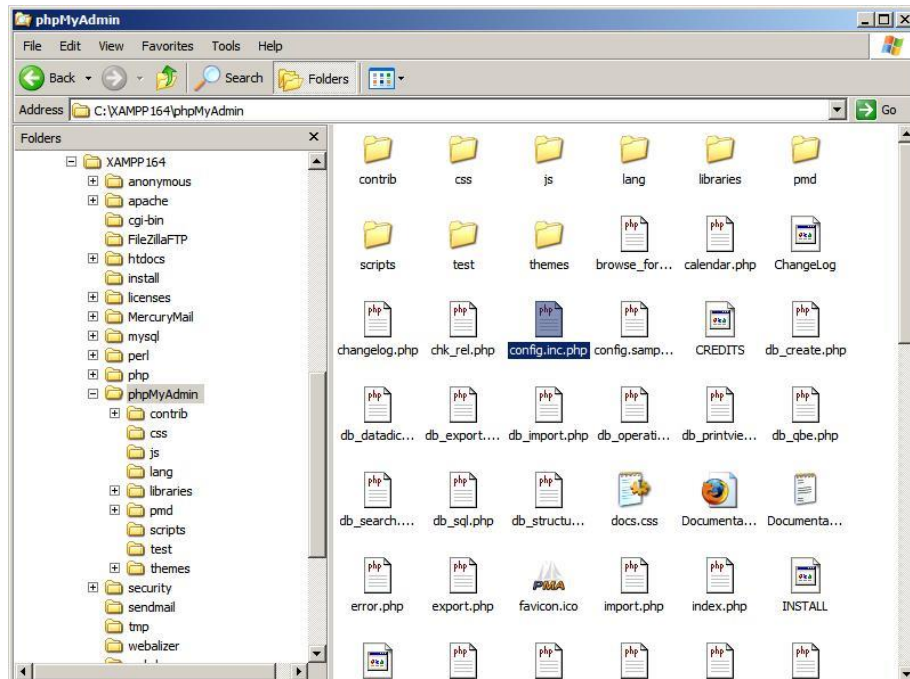 phpMyAdmin
File Edit View Favorites Tools Help
Back Search Folders
Address C:\XAMPP164\phpMyAdmin Go
Folders
XAMPP164
anonymous
apache
cgi-bin
FileZillaFTP
htdocs
install
licenses
MercuryMail
mysql
perl
php
phpMyAdmin
contrib
css
js
lang
libraries
pmd
scripts
test
themes
security
sendmail
tmp
webalizer
contrib css js lang libraries pmd
scripts test themes browse_for... calendar.php ChangeLog
changelog.php chk_rel.php config.inc.php config.samp... CREDITS db_create.php
db_datadic... db_export.... db_import.php db_operati... db_printvie... db_qbe.php
db_search.... db_sql.php db_structu... docs.css Documenta... Documenta...
PMA
error.php export.php favicon.ico import.php index.php INSTALL